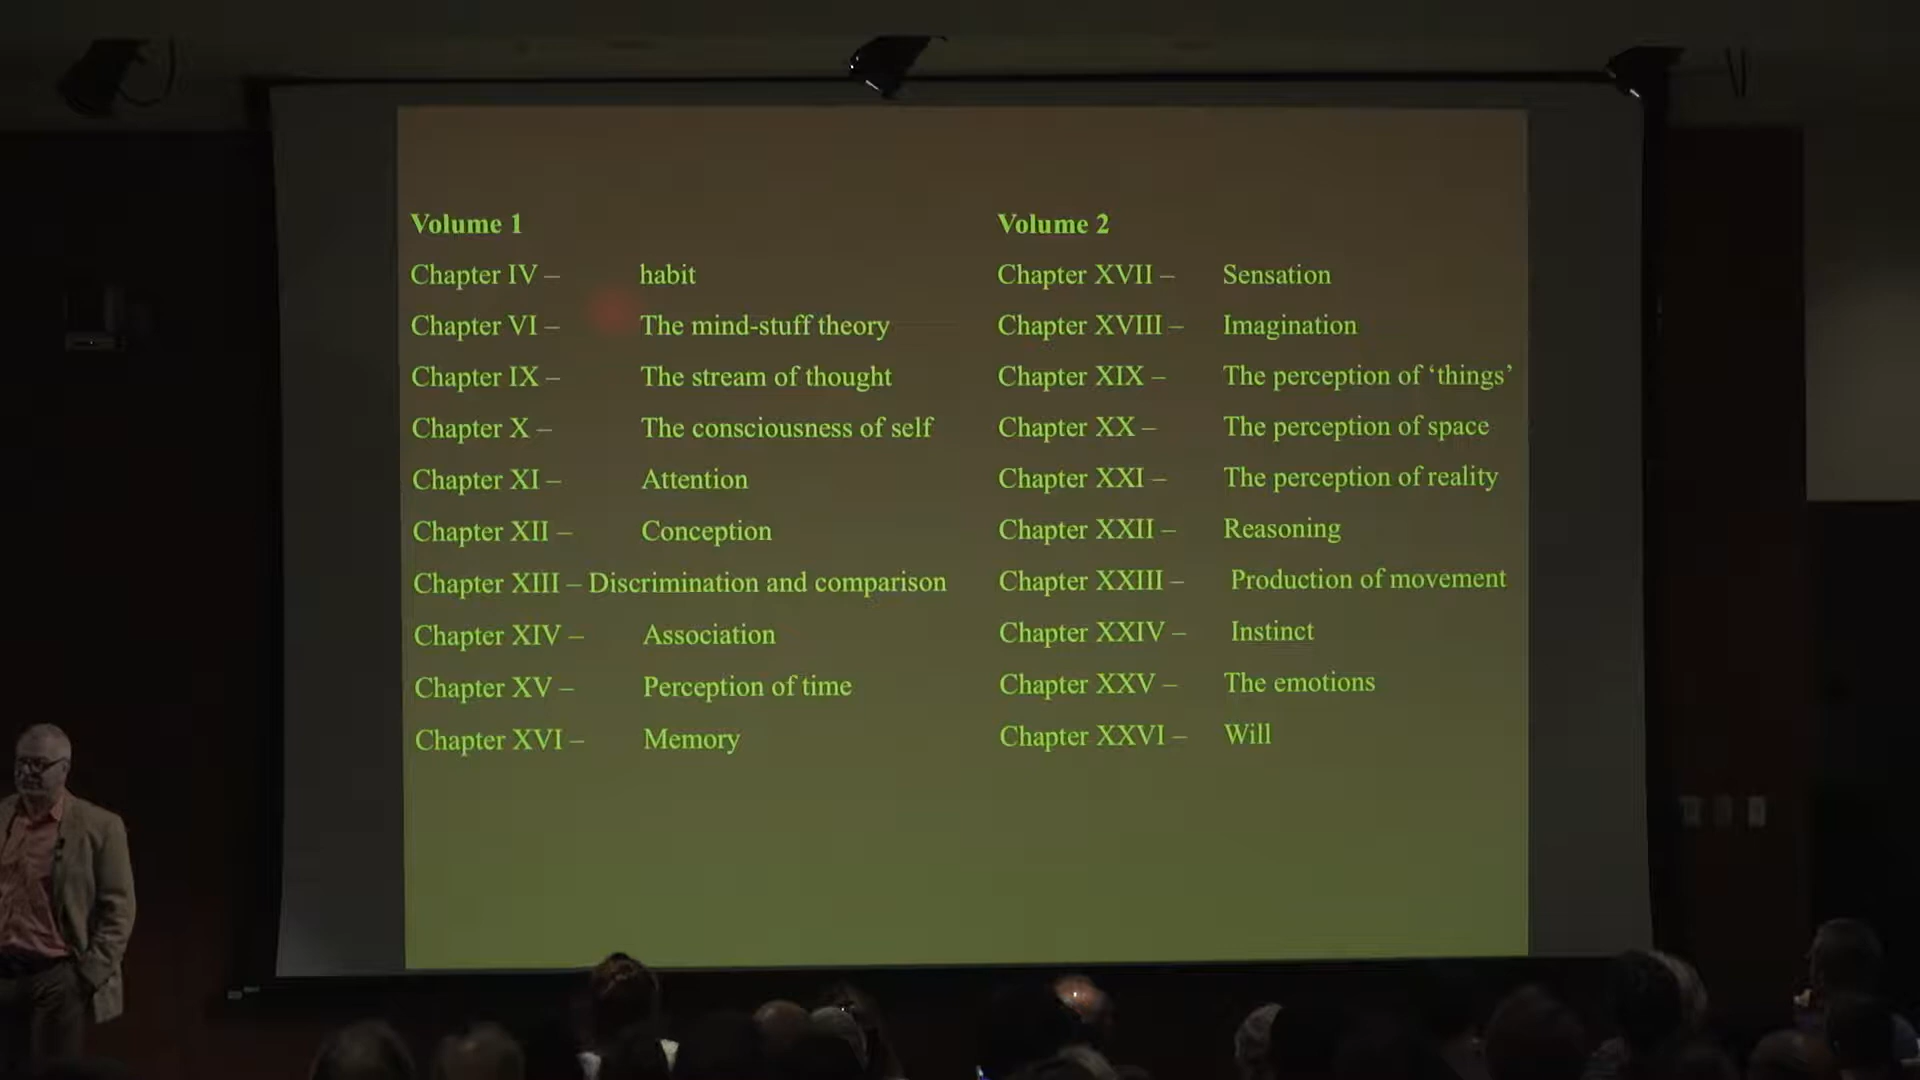 Volume 1
Chapter IV – habit
Chapter VI – The mind-stuff theory
Chapter IX – The stream of thought
Chapter X – The consciousness of self
Chapter XI – Attention
Chapter XII – Conception
Chapter XIII – Discrimination and comparison
Chapter XIV – Association
Chapter XV – Perception of time
Chapter XVI – Memory
Volume 2
Chapter XVII – Sensation
Chapter XVIII – Imagination
Chapter XIX – The perception of ‘things’
Chapter XX – The perception of space
Chapter XXI – The perception of reality
Chapter XXII – Reasoning
Chapter XXIII – Production of movement
Chapter XXIV – Instinct
Chapter XXV – The emotions
Chapter XXVI – Will